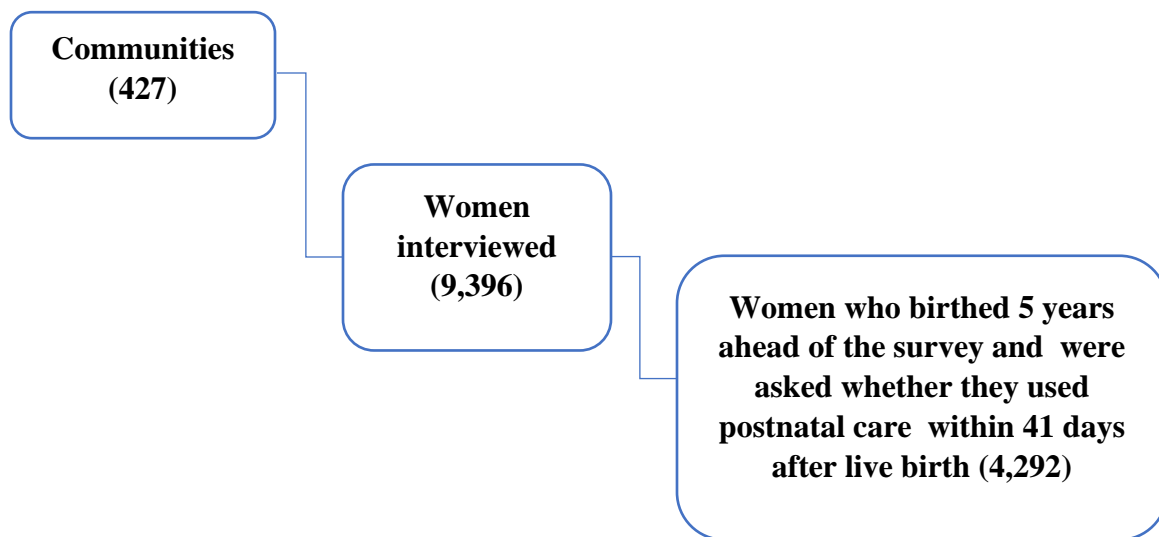 Communities
(427)
Women
interviewed
(9,396)
Women who birthed 5 years
ahead of the survey and  were
asked whether they used
postnatal care  within 41 days
after live birth (4,292)